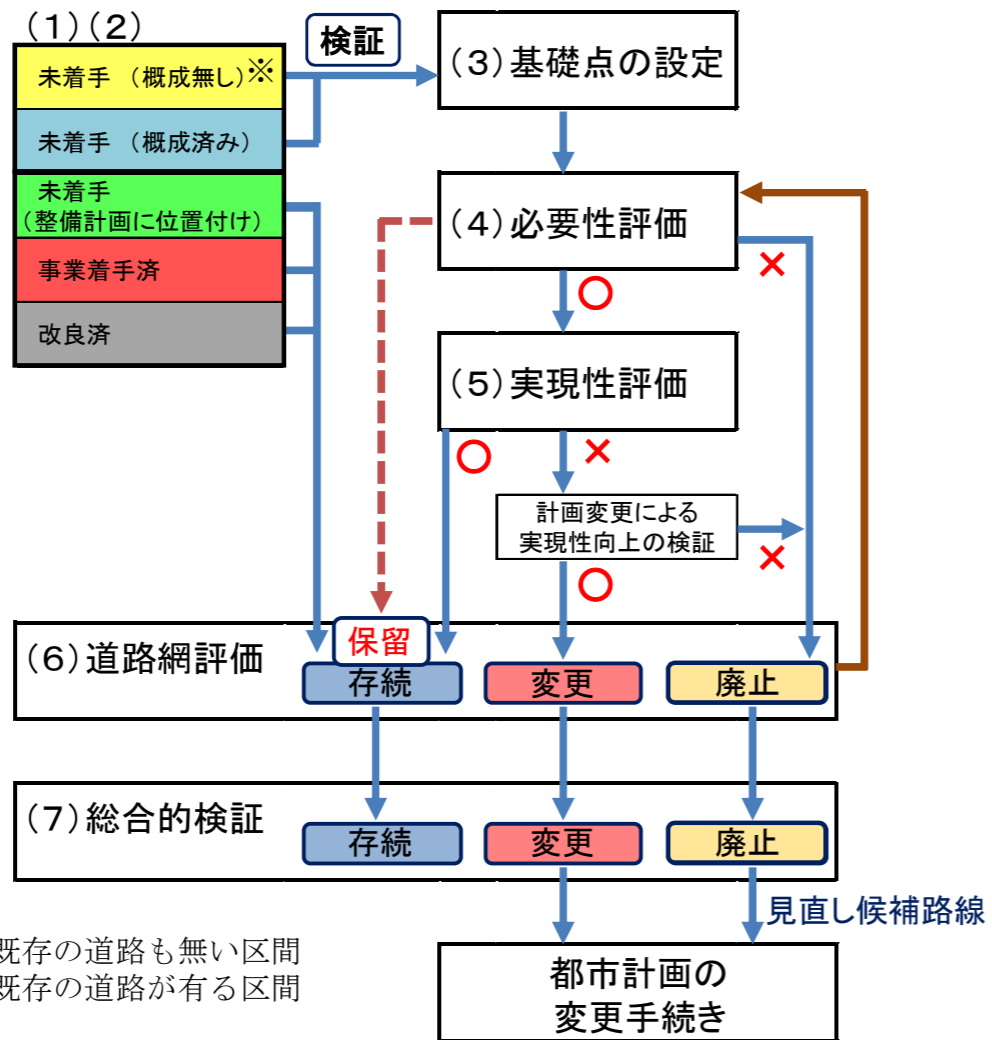 (1)(2)
検証
未着手 (概成無し)※
未着手 (概成済み)
未着手
(整備計画に位置付け)
事業着手済
改良済
(3)基礎点の設定
(4)必要性評価
×
○
(5)実現性評価
○
×
計画変更による
実現性向上の検証
×
○
保留
(6)道路網評価
存続
変更
廃止
(7)総合的検証
存続
変更
廃止
見直し候補路線
既存の道路も無い区間
既存の道路が有る区間
都市計画の
変更手続き